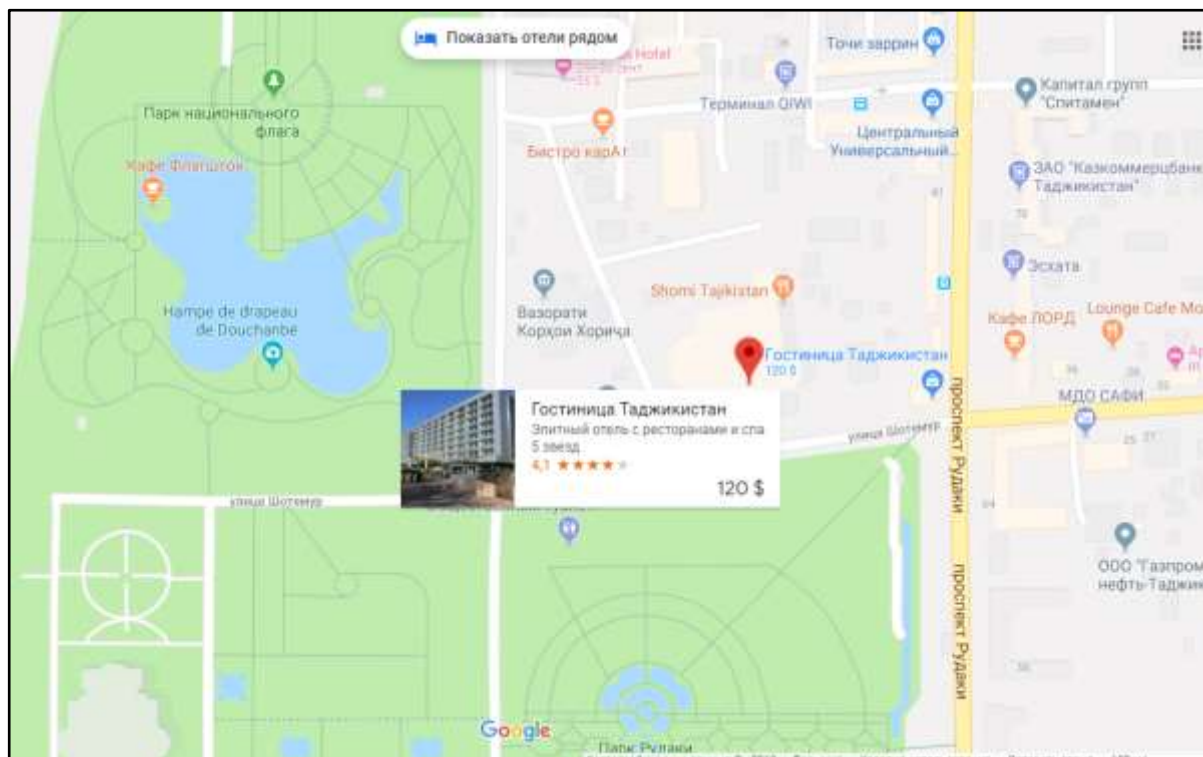 Показать отели рядом
Hotel
Точи заррин
Капитал групп
"Спитамен"
Парк национального
флага
Терминал QIWI
Бистро карАт
Центральный
Универсальный...
Кафе Флагшток
ЗАО "Казкоммерцбанк
Таджикистан"
Эсхата
Shomi Tajikistan
Вазорати
Корҳои Хориҷа
Hampe de drapeau
de Douchanbé
Кафе ЛОРД
Lounge Cafe Mo
Гостиница Таджикистан
120 $
МДО САФИ
проспект Рудаки
улица Шотемур
Гостиница Таджикистан
Элитный отель с ресторанами и спа
5 звезд
4,1
120 $
улица Шотемур
ООО "Газпром
нефть-Таджик
проспект Рудаки
Google
Парк Рудаки